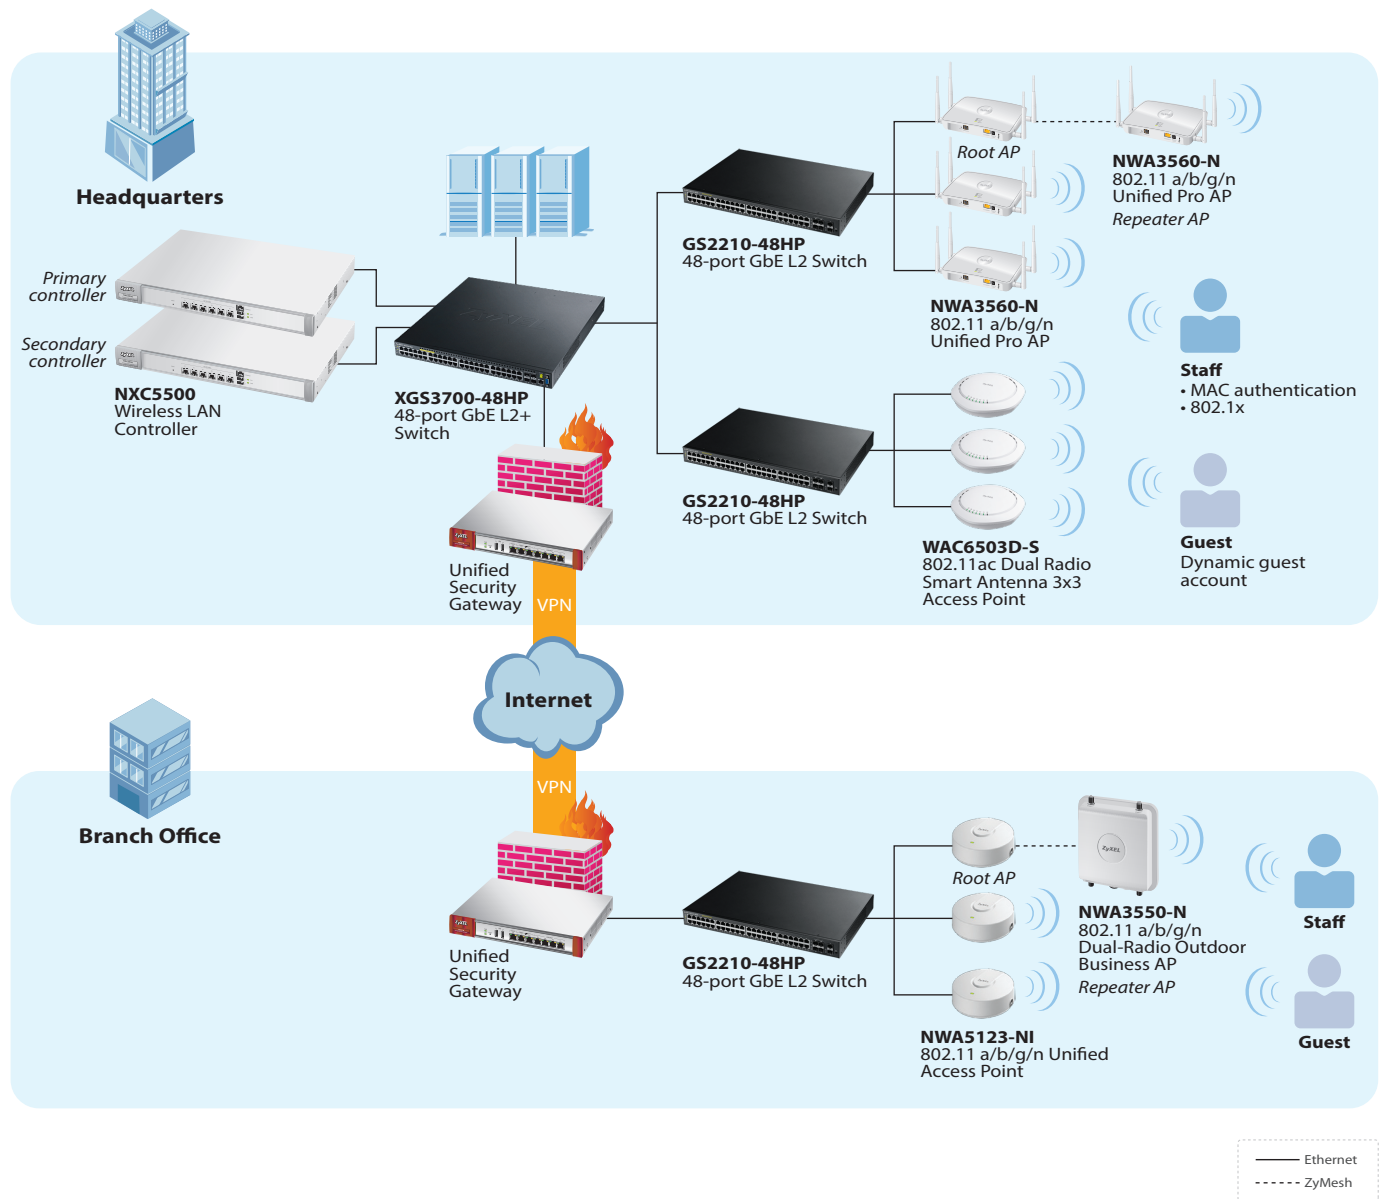 Headquarters
Primary
controller
Secondary
controller
NXC5500
Wireless LAN
Controller
XGS3700-48HP
48-port GbE L2+
Switch
GS2210-48HP
48-port GbE L2 Switch
Root AP
NWA3560-N
802.11 a/b/g/n
Unified Pro AP
Repeater AP
NWA3560-N
802.11 a/b/g/n
Unified Pro AP
Staff
• MAC authentication
• 802.1x
GS2210-48HP
48-port GbE L2 Switch
WAC6503D-S
802.11ac Dual Radio
Smart Antenna 3x3
Access Point
Guest
Dynamic guest
account
Unified
Security
Gateway
VPN
Internet
VPN
Branch Office
Unified
Security
Gateway
GS2210-48HP
48-port GbE L2 Switch
Root AP
ZyXEL
NWA3550-N
802.11 a/b/g/n
Dual-Radio Outdoor
Business AP
Repeater AP
NWA5123-NI
802.11 a/b/g/n Unified
Access Point
Staff
Guest
Ethernet
ZyMesh